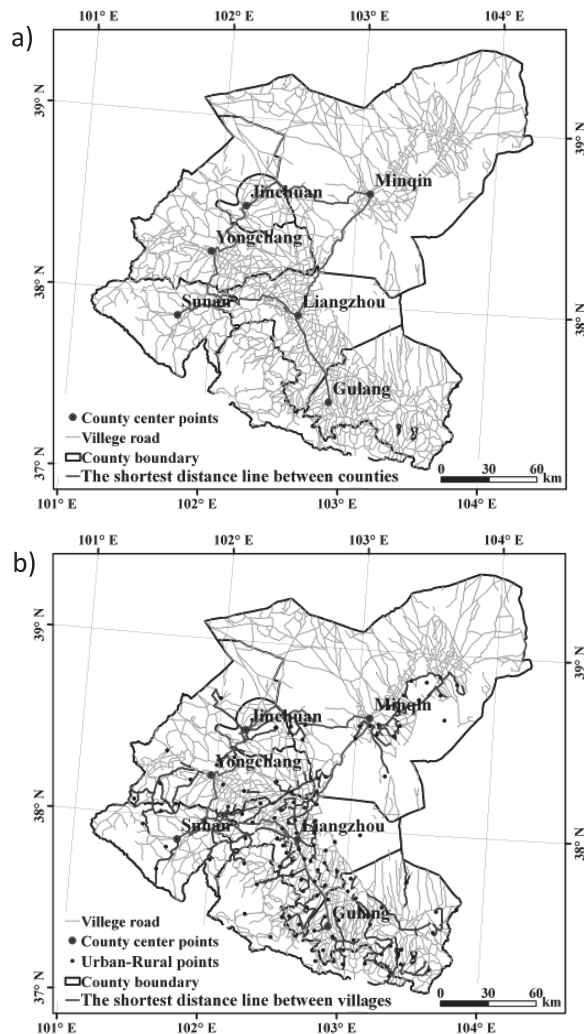 a)
101° E 102° E 103° E 104° E
39° N
39° N
Minqin
Jinchuan
Yongchang
38° N
38° N
Sunan
Liangzhou
Gulang
County center points
Villege road
County boundary
The shortest distance line between counties
37° N
0 30 60
km
101° E 102° E 103° E 104° E
b)
101° E 102° E 103° E 104° E
39° N
39° N
Minqin
Jinchuan
Yongchang
38° N
38° N
Sunan
Liangzhou
Gulang
Villege road
County center points
Urban-Rural points
County boundary
The shortest distance line between villages
37° N
0 30 60
km
101° E 102° E 103° E 104° E